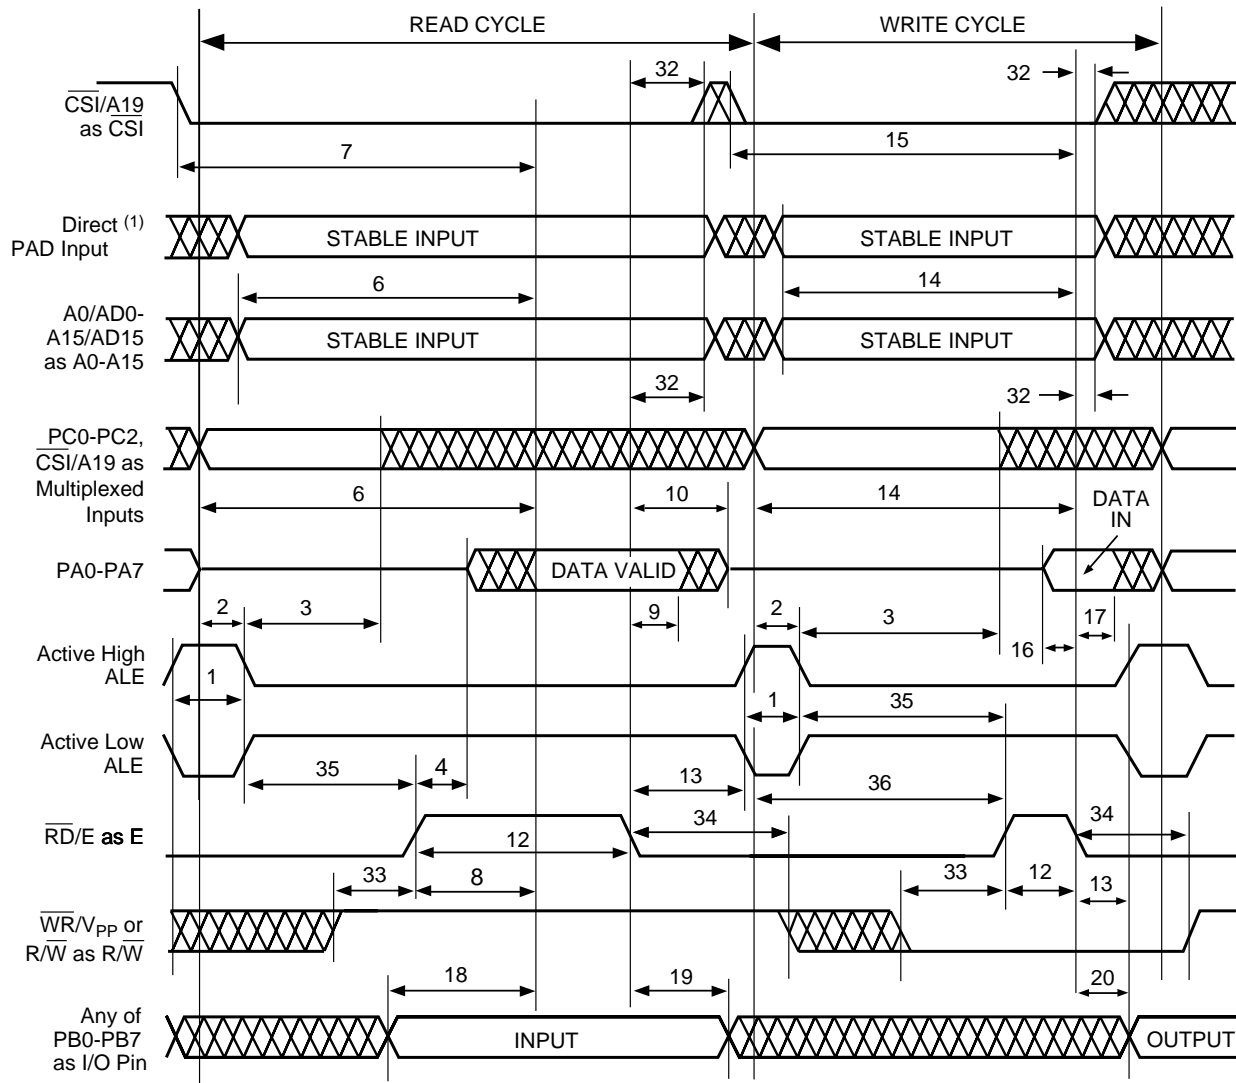 READ CYCLE
WRITE CYCLE
32
32
CSI/A19
as CSI
7
15
Direct (1)
PAD Input
STABLE INPUT
STABLE INPUT
6
14
A0/AD0-
A15/AD15
as A0-A15
STABLE INPUT
STABLE INPUT
32
32
PC0-PC2,
CSI/A19 as
Multiplexed
Inputs
6
10
14
DATA
IN
PA0-PA7
DATA VALID
2
3
9
2
3
16
17
Active High
ALE
1
1
35
Active Low
ALE
35
4
13
36
34
34
RD/E as E
12
33
8
33
12
13
WR/VPP or
R/W as R/W
18
19
20
Any of
PB0-PB7
as I/O Pin
INPUT
OUTPUT